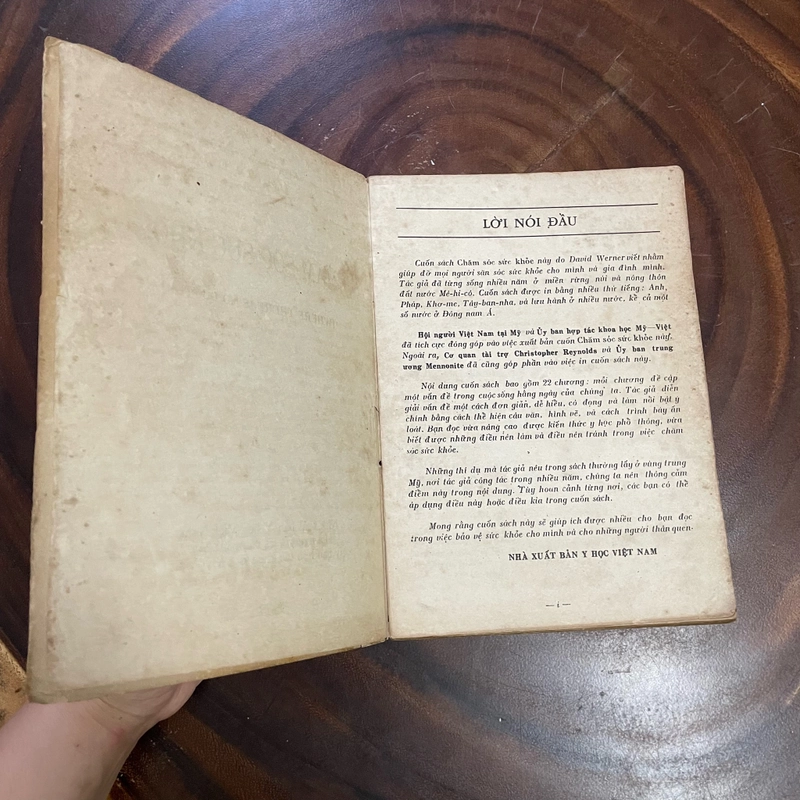 LỜI NÓI ĐẦU
Cuốn sách Chăm sóc sức khỏe này do David Werner viết nhằm
giúp đỡ mọi người săn sóc sức khỏe cho mình và gia đình mình.
Tác giả đã từng sống nhiều năm ở miền rừng núi và nông thôn
đất nước Mê-hi-cô. Cuốn sách được in bằng nhiều thứ tiếng: Anh,
Pháp, Khơ-me, Tây-ban-nha, và lưu hành ở nhiều nước, kể cả một
số nước ở Đông nam Á.
Hội người Việt Nam tại Mỹ và Ủy ban hợp tác khoa học Mỹ—Việt
đã tích cực đóng góp vào việc xuất bản cuốn Chăm sóc sức khỏe này.
Ngoài ra, Cơ quan tài trợ Christopher Reynolds và Ủy ban trung
ương Mennonite đã cũng góp phần vào việc in cuốn sách này.
Nội dung cuốn sách bao gồm 22 chương: mỗi chương đề cập
một vấn đề trong cuộc sống hằng ngày của chúng ta. Tác giả diễn
giải vấn đề một cách đơn giản, dễ hiểu, cô đọng và làm nổi bật ý
chính bằng cách thể hiện câu văn, hình vẽ, và cách trình bày ấn
loát. Bạn đọc vừa nâng cao được kiến thức y học phổ thông, vừa
biết được những điều nên làm và điều nên tránh trong việc chăm
sóc sức khỏe.
Những thí dụ mà tác giả nêu trong sách thường lấy ở vùng trung
Mỹ, nơi tác giả công tác trong nhiều năm, chúng ta nên thông cảm
điểm này trong nội dung. Tùy hoàn cảnh từng nơi, các bạn có thể
áp dụng điều này hoặc điều kia trong cuốn sách.
Mong rằng cuốn sách này sẽ giúp ích được nhiều cho bạn đọc
trong việc bảo vệ sức khỏe cho mình và cho những người thân quen.
NHÀ XUẤT BẢN Y HỌC VIỆT NAM